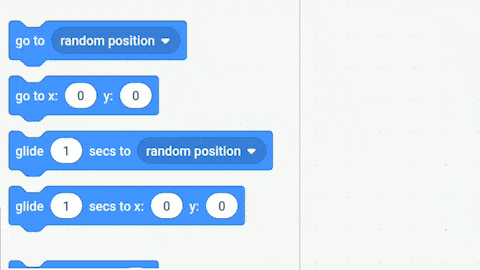 go to random position
go to x: 0 y: 0
glide 1 secs to random position
glide 1 secs to x: 0 y: 0